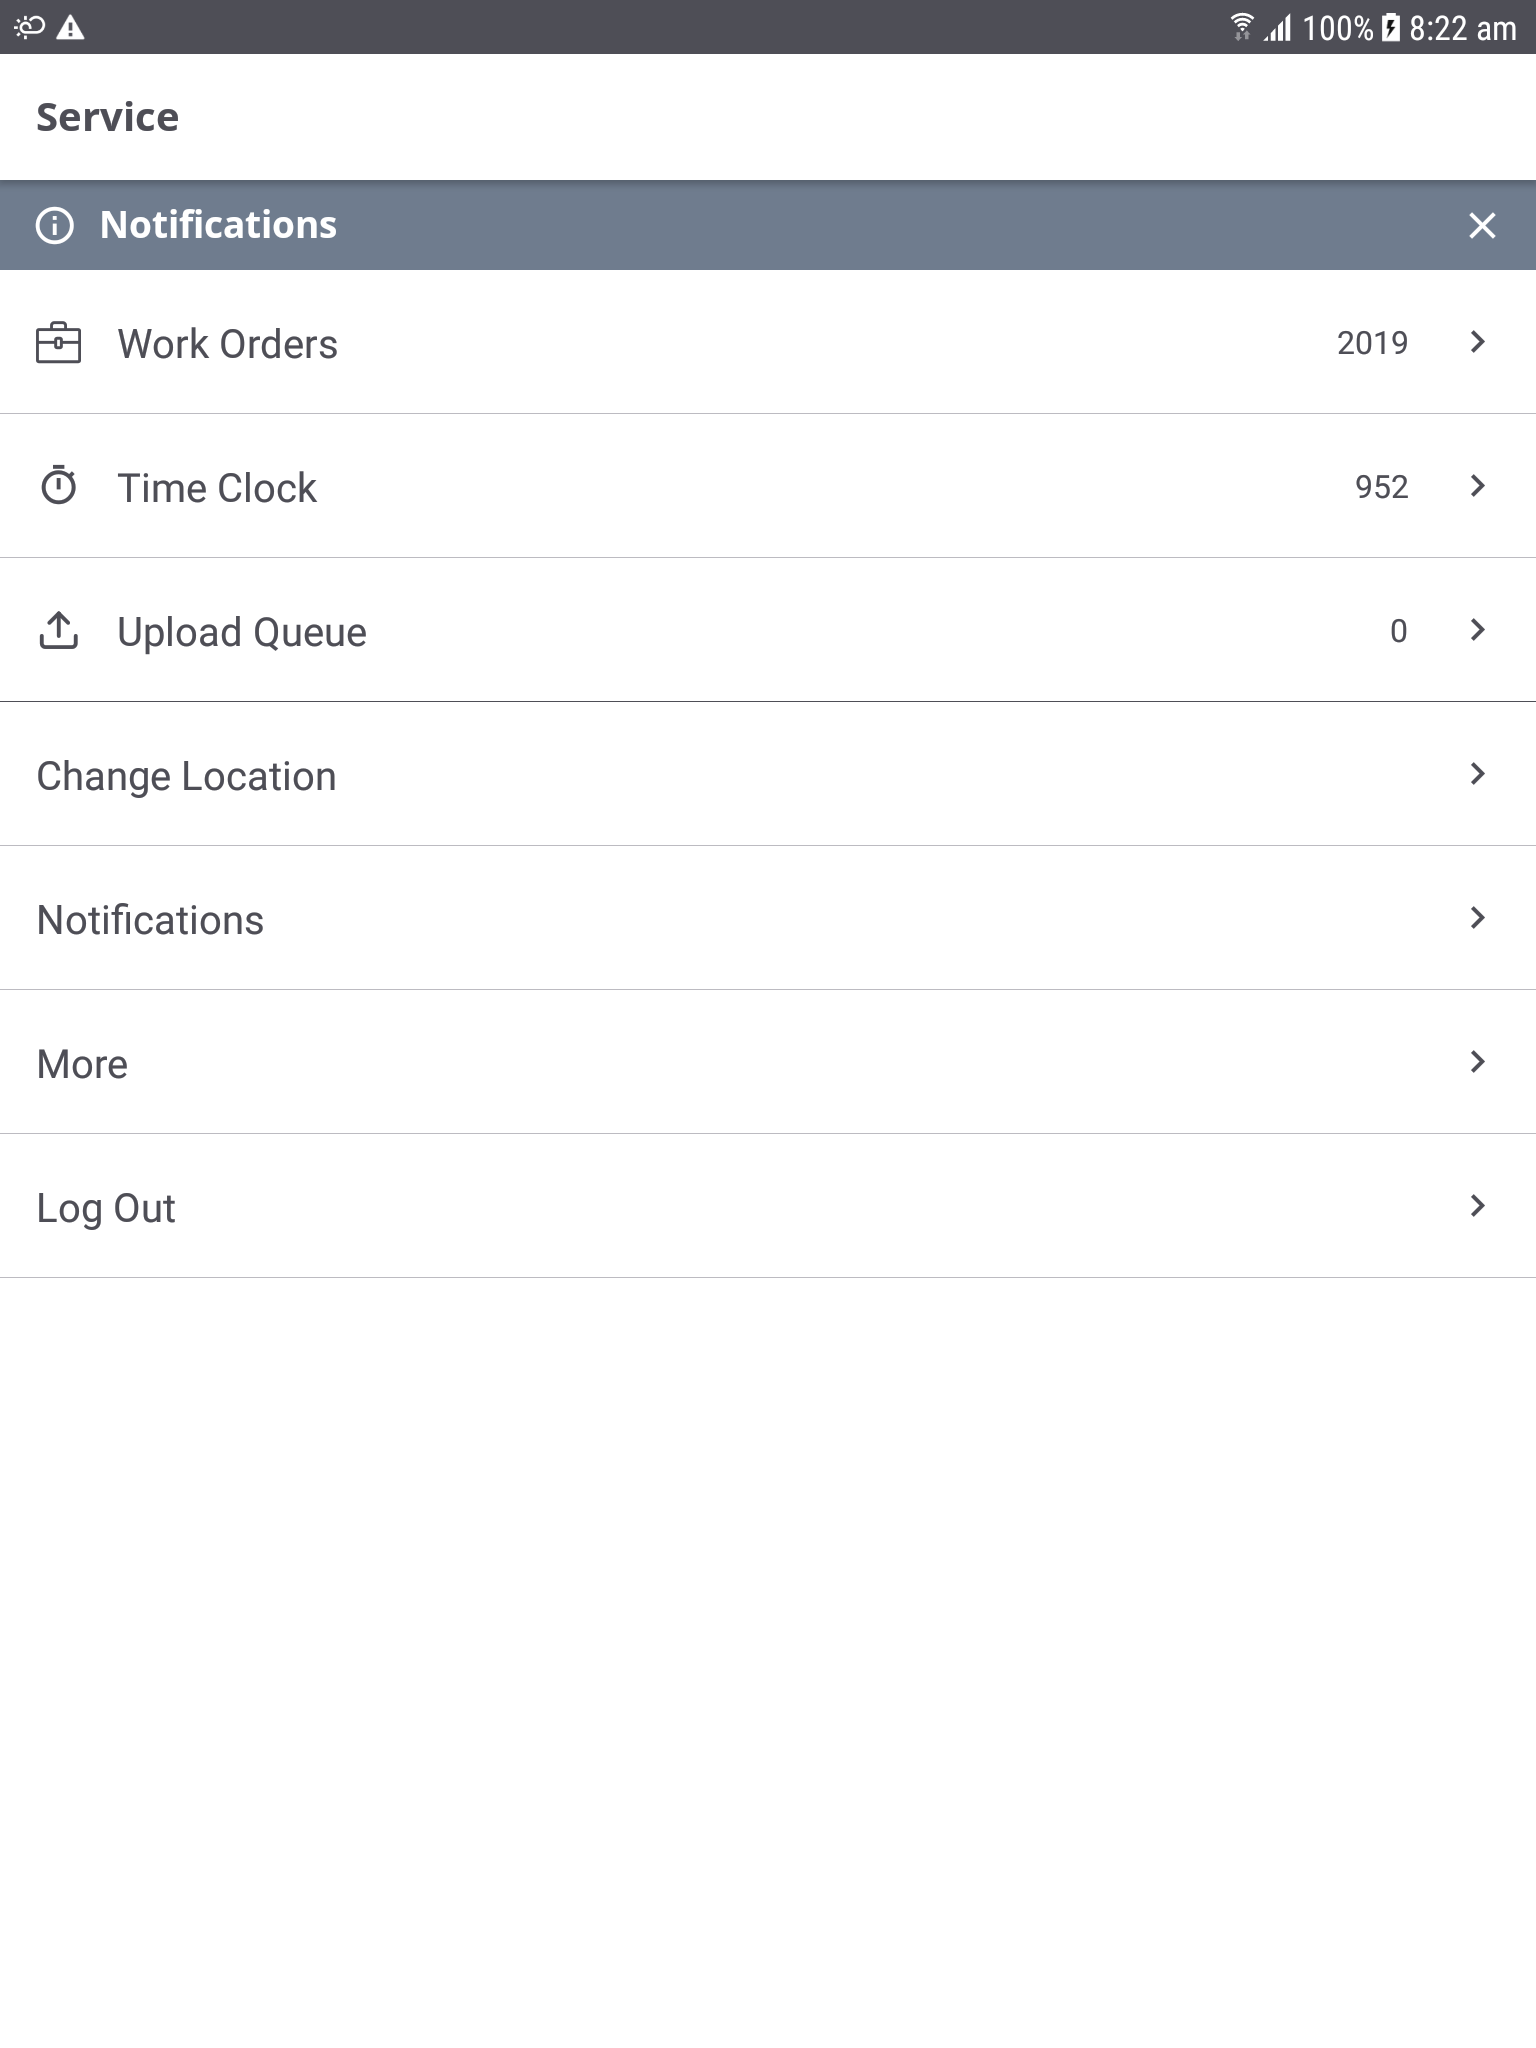 100% 8:22 am
Service
Notifications
Work Orders 2019
Time Clock 952
Upload Queue 0
Change Location
Notifications
More
Log Out